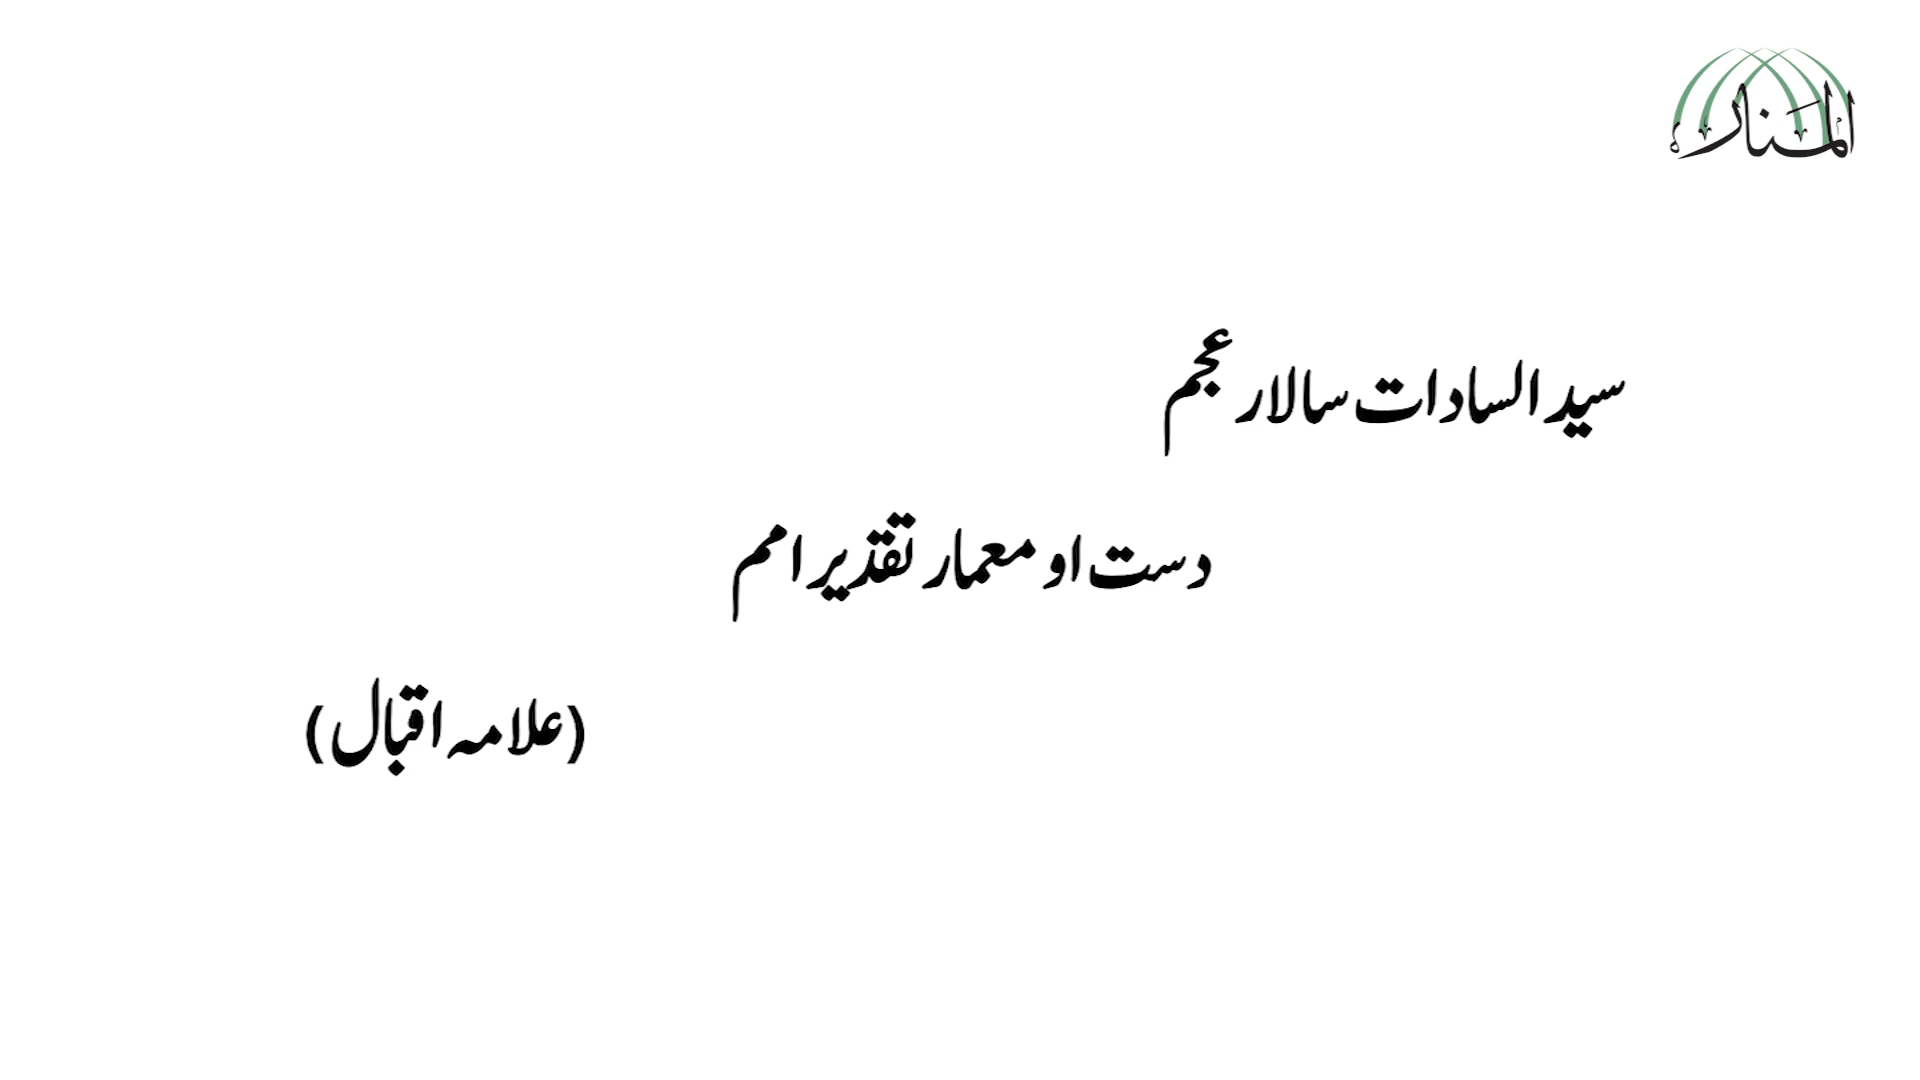 المنار
سید السادات سالار عجم
دست او معمار تقدیر امم
(علامہ اقبال)